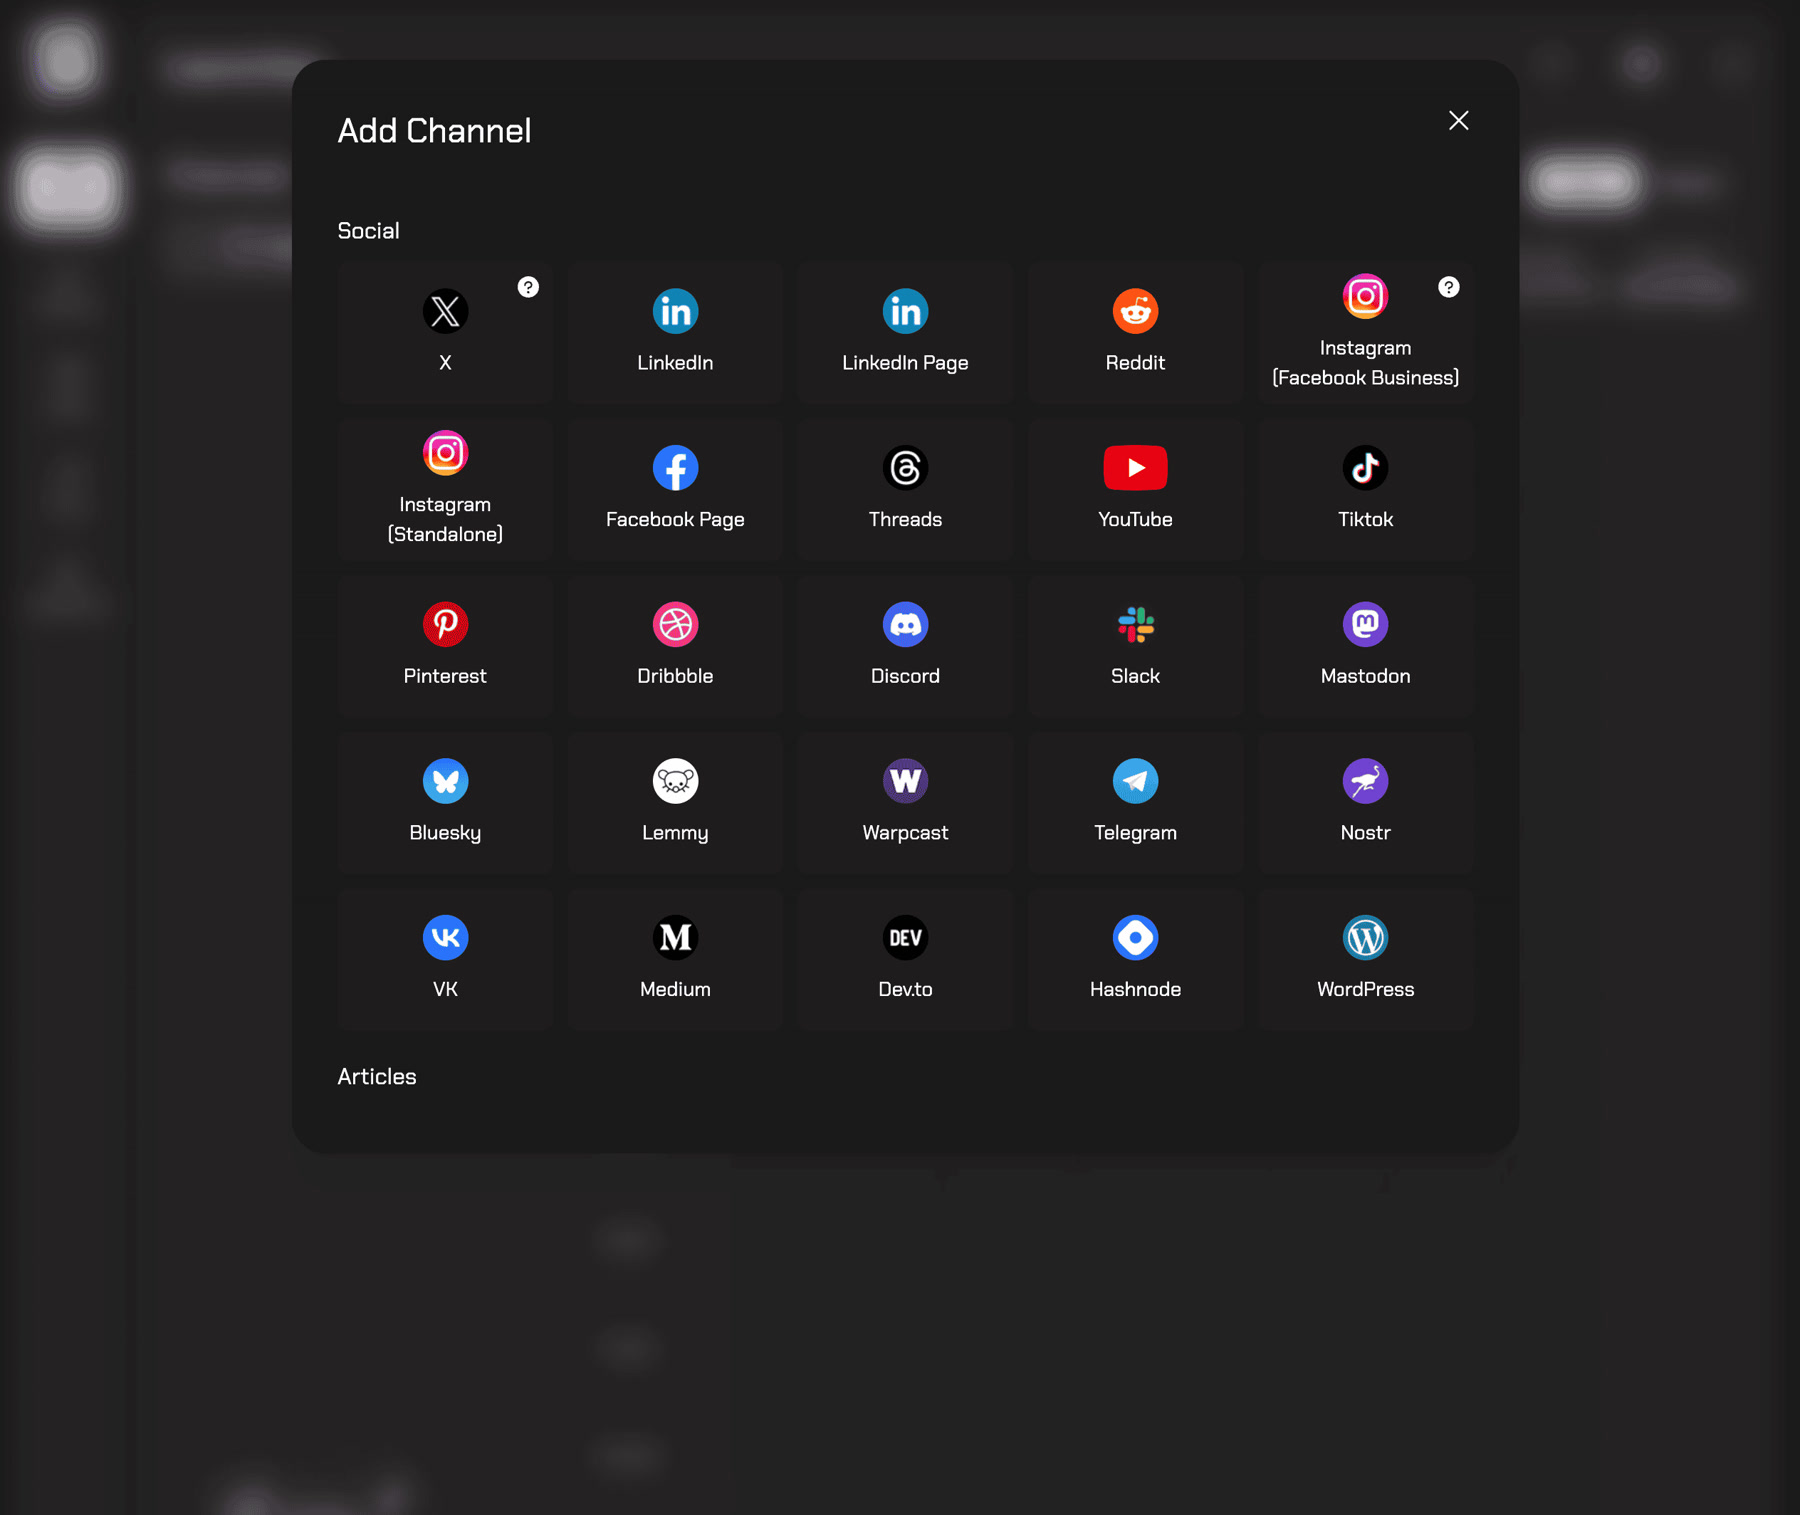 Add Channel
Social
?
X
LinkedIn
LinkedIn Page
Reddit
?
Instagram
(Facebook Business)
Instagram
(Standalone)
Facebook Page
Threads
YouTube
Tiktok
Pinterest
Dribbble
Discord
Slack
Mastodon
Bluesky
Lemmy
W
Warpcast
Telegram
Nostr
VK
M
Medium
DEV
Dev.to
Hashnode
WordPress
Articles